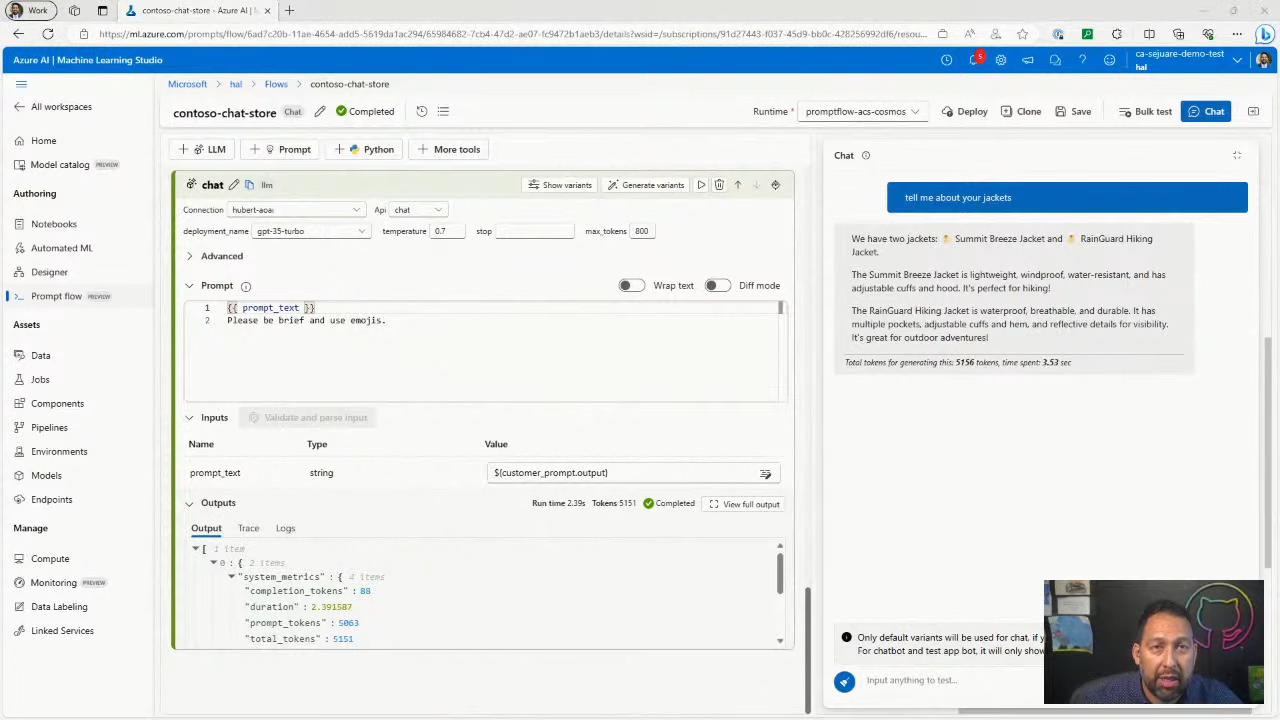 Work
contoso-chat-store - Azure AI | M
https://ml.azure.com/prompts/flow/6ad7c20b-11ae-4654-add5-5619da1ac294/65984682-7cb4-47d2-ae07-fc9442aeb3/details?wsid=/subscriptions/91d27443-f037-45d9-bb0c-428256992df6/resou...
Azure AI | Machine Learning Studio
5
ca-sejuare-demo-test
hal
Microsoft > hal > Flows > contoso-chat-store
All workspaces
Home
Model catalog PREVIEW
Authoring
Notebooks
Automated ML
Designer
Prompt flow PREVIEW
Assets
Data
Jobs
Components
Pipelines
Environments
Models
Endpoints
Manage
Compute
Monitoring PREVIEW
Data Labeling
Linked Services
contoso-chat-store Chat Completed
Runtime * promptflow-acs-cosmos Deploy Clone Save Bulk test Chat
LLM Prompt Python More tools
chat llm Show variants Generate variants
Connection hubert-aoai Api chat
deployment_name gpt-35-turbo temperature 0.7 stop max_tokens 800
Advanced
Prompt Wrap text Diff mode
1 {{ prompt_text }}
2 Please be brief and use emojis.
Inputs Validate and parse input
Name Type Value
prompt_text string ${customer_prompt.output}
Outputs Run time 2.39s Tokens 5151 Completed View full output
Output Trace Logs
[ 1 item
0 : { 2 items
"system_metrics" : { 4 items
"completion_tokens" : 88
"duration" : 2.391587
"prompt_tokens" : 5063
"total_tokens" : 5151
Chat
tell me about your jackets
We have two jackets: Summit Breeze Jacket and RainGuard Hiking
Jacket.
The Summit Breeze Jacket is lightweight, windproof, water-resistant, and has
adjustable cuffs and hood. It's perfect for hiking!
The RainGuard Hiking Jacket is waterproof, breathable, and durable. It has
multiple pockets, adjustable cuffs and hem, and reflective details for visibility.
It's great for outdoor adventures!
Total tokens for generating this: 5156 tokens, time spent: 3.53 sec
Only default variants will be used for chat, if y
For chatbot and test app bot, it will only show
Input anything to test...